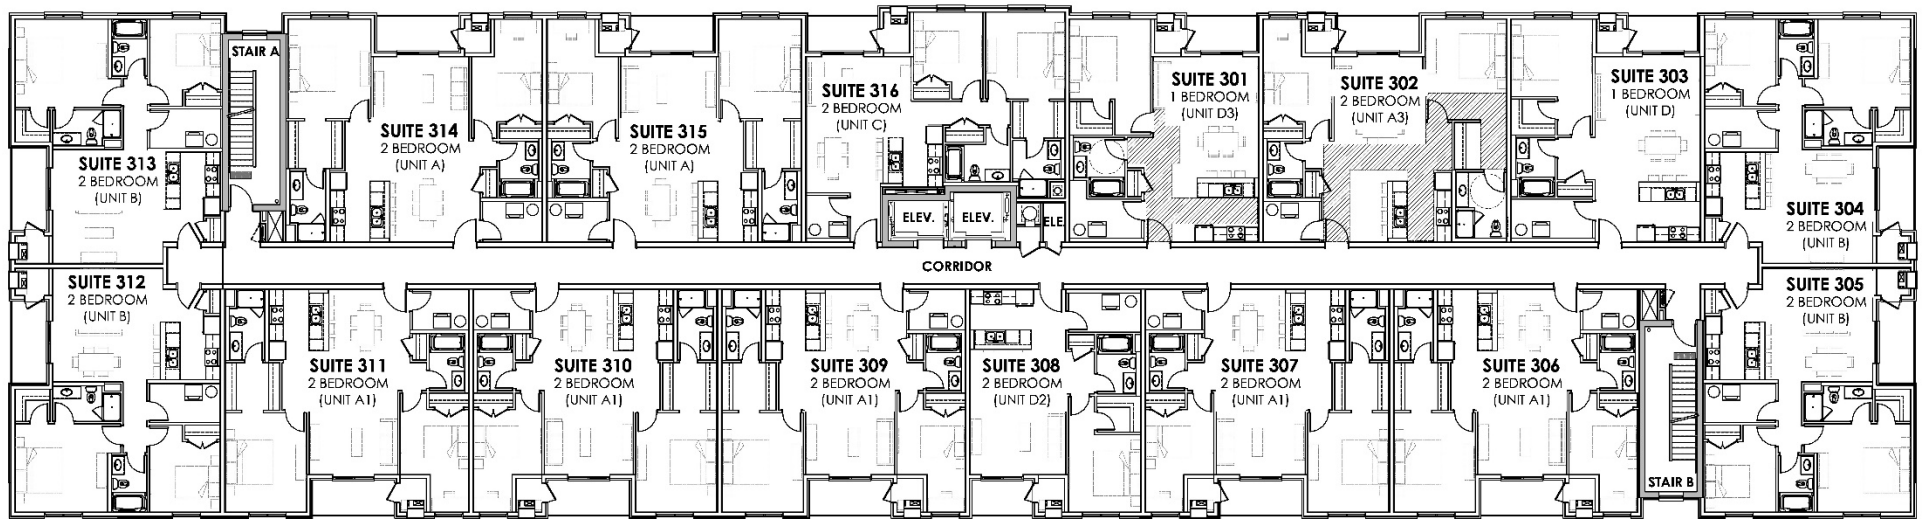 STAIR A
SUITE 314
2 BEDROOM
(UNIT A)
SUITE 315
2 BEDROOM
(UNIT A)
SUITE 316
2 BEDROOM
(UNIT C)
SUITE 301
1 BEDROOM
(UNIT D3)
SUITE 302
2 BEDROOM
(UNIT A3)
SUITE 303
1 BEDROOM
(UNIT D)
SUITE 313
2 BEDROOM
(UNIT B)
ELEV.
ELEV.
ELE.
SUITE 304
2 BEDROOM
(UNIT B)
CORRIDOR
SUITE 312
2 BEDROOM
(UNIT B)
SUITE 311
2 BEDROOM
(UNIT A1)
SUITE 310
2 BEDROOM
(UNIT A1)
SUITE 309
2 BEDROOM
(UNIT A1)
SUITE 308
2 BEDROOM
(UNIT D2)
SUITE 307
2 BEDROOM
(UNIT A1)
SUITE 306
2 BEDROOM
(UNIT A1)
SUITE 305
2 BEDROOM
(UNIT B)
STAIR B